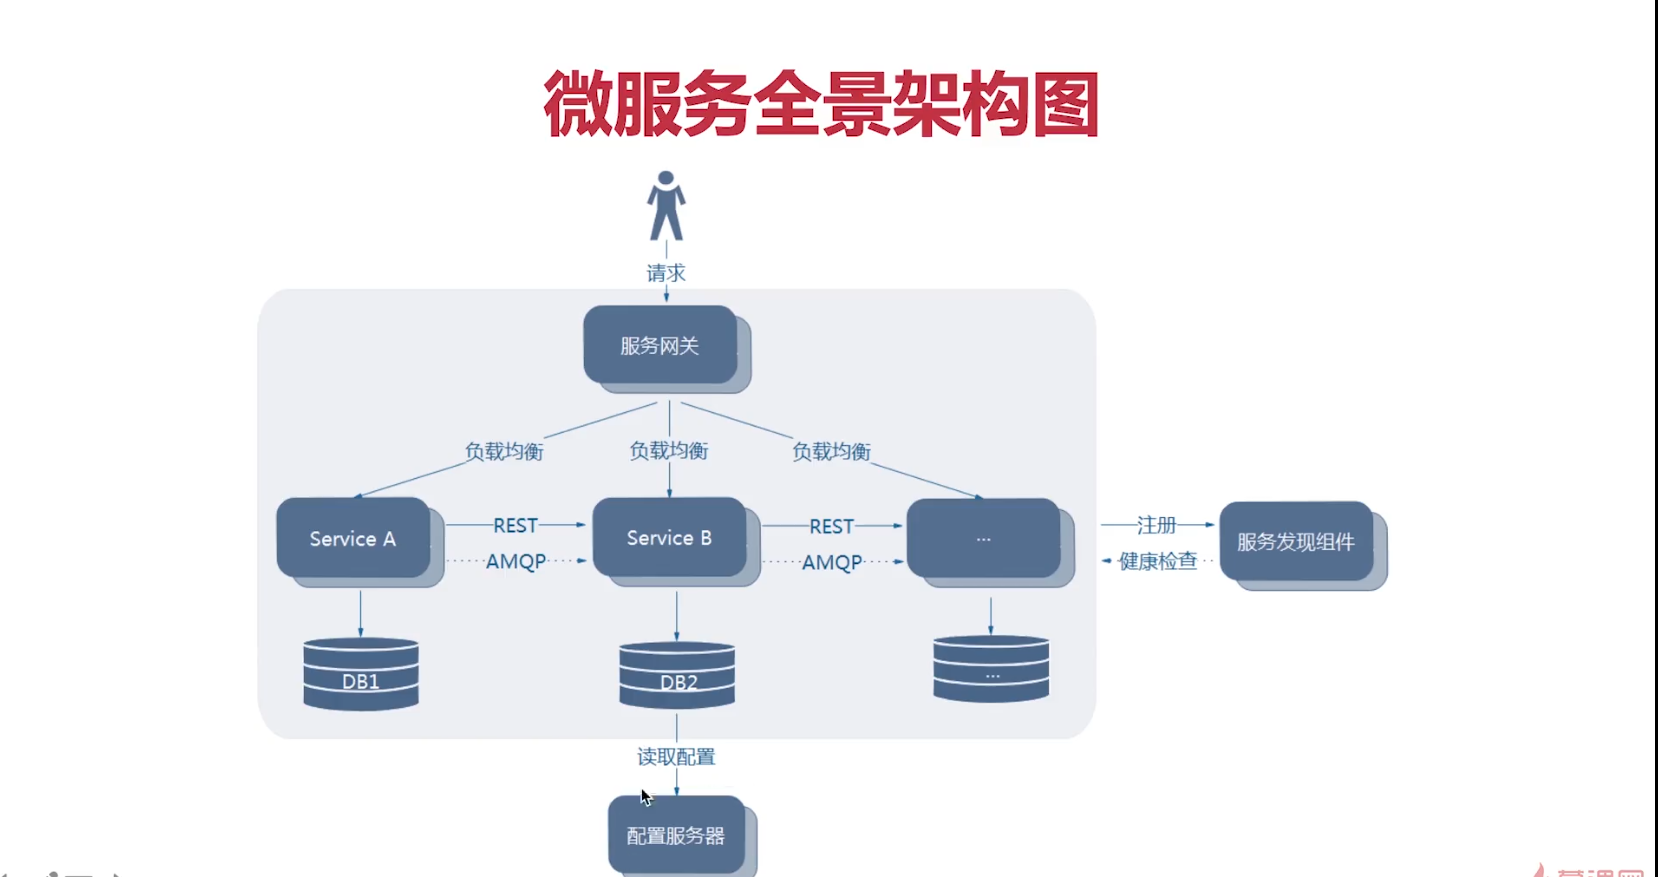 微服务全景架构图
请求
服务网关
负载均衡
负载均衡
负载均衡
Service A
REST
AMQP
Service B
REST
AMQP
...
注册
健康检查
服务发现组件
DB1
DB2
...
读取配置
配置服务器